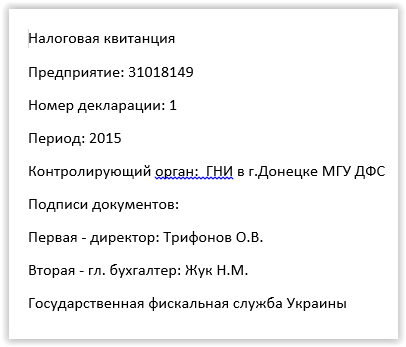 Налоговая квитанция
Предприятие: 31018149
Номер декларации: 1
Период: 2015
Контролирующий орган:  ГНИ в г.Донецке МГУ ДФС
Подписи документов:
Первая - директор: Трифонов О.В.
Вторая - гл. бухгалтер: Жук Н.М.
Государственная фискальная служба Украины